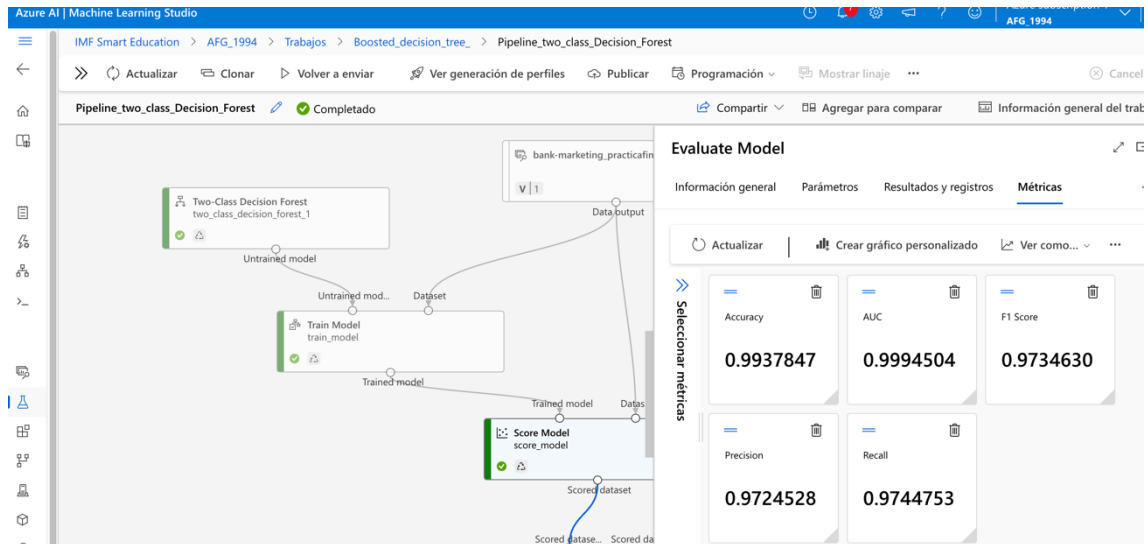 Azure AI | Machine Learning Studio
AFG_1994
IMF Smart Education > AFG_1994 > Trabajos > Boosted_decision_tree_ > Pipeline_two_class_Decision_Forest
Actualizar Clonar Volver a enviar Ver generación de perfiles Publicar Programación Mostrar linaje ... Cancel
Pipeline_two_class_Decision_Forest Completado Compartir Agregar para comparar Información general del trab
bank-marketing_practicafin
V | 1
Data output
Two-Class Decision Forest
two_class_decision_forest_1
Untrained model
Untrained mod... Dataset
Train Model
train_model
Trained model
Trained model Datas
Score Model
score_model
Scored dataset
Scored datase... Scored da
Evaluate Model
Información general Parámetros Resultados y registros Métricas
Actualizar Crear gráfico personalizado Ver como... ...
Seleccionar métricas
Accuracy
0.9937847
AUC
0.9994504
F1 Score
0.9734630
Precision
0.9724528
Recall
0.9744753